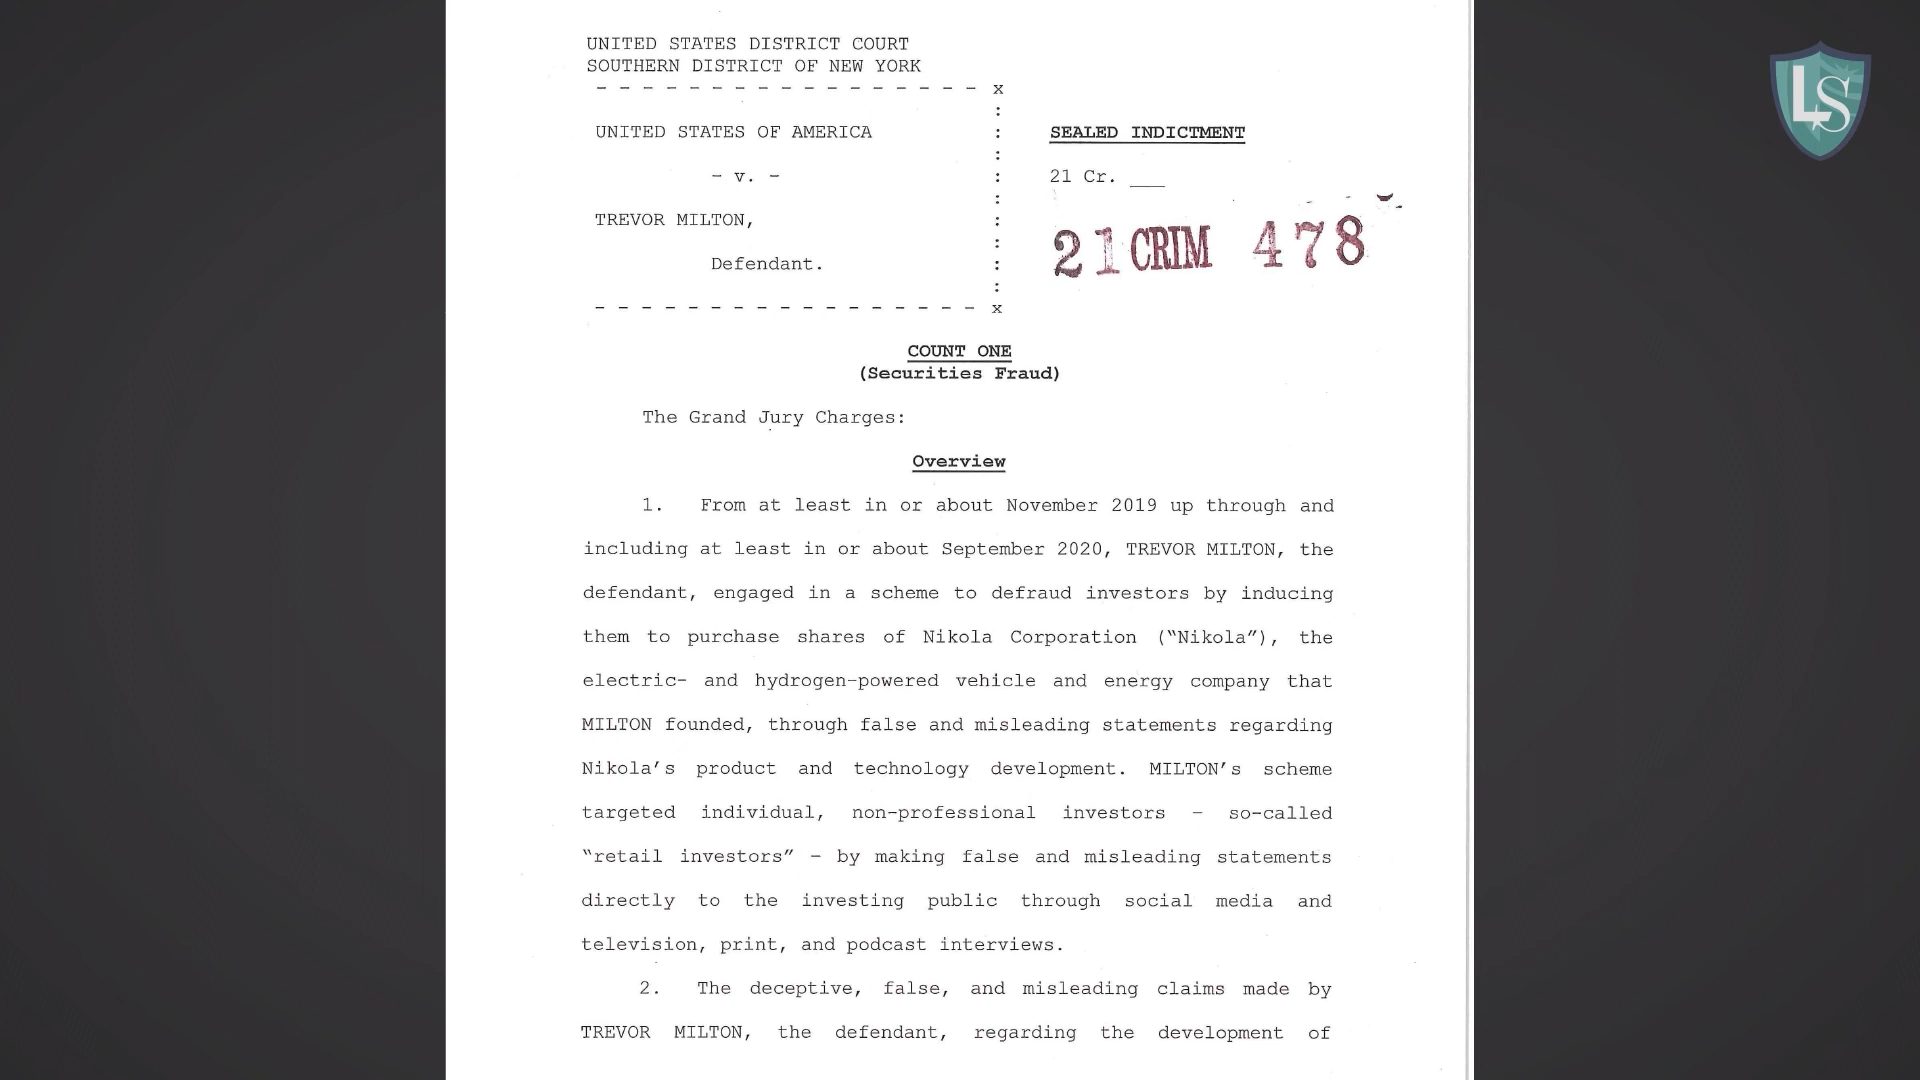 UNITED STATES DISTRICT COURT
SOUTHERN DISTRICT OF NEW YORK
- - - - - - - - - - - - - - - - - x
:
UNITED STATES OF AMERICA : SEALED INDICTMENT
:
- v. - : 21 Cr. ___
:
TREVOR MILTON, : 21 CRIM 478
:
Defendant. :
:
- - - - - - - - - - - - - - - - - x
COUNT ONE
(Securities Fraud)
The Grand Jury Charges:
Overview
1. From at least in or about November 2019 up through and
including at least in or about September 2020, TREVOR MILTON, the
defendant, engaged in a scheme to defraud investors by inducing
them to purchase shares of Nikola Corporation ("Nikola"), the
electric- and hydrogen-powered vehicle and energy company that
MILTON founded, through false and misleading statements regarding
Nikola's product and technology development. MILTON's scheme
targeted individual, non-professional investors – so-called
"retail investors" – by making false and misleading statements
directly to the investing public through social media and
television, print, and podcast interviews.
2. The deceptive, false, and misleading claims made by
TREVOR MILTON, the defendant, regarding the development of
LS